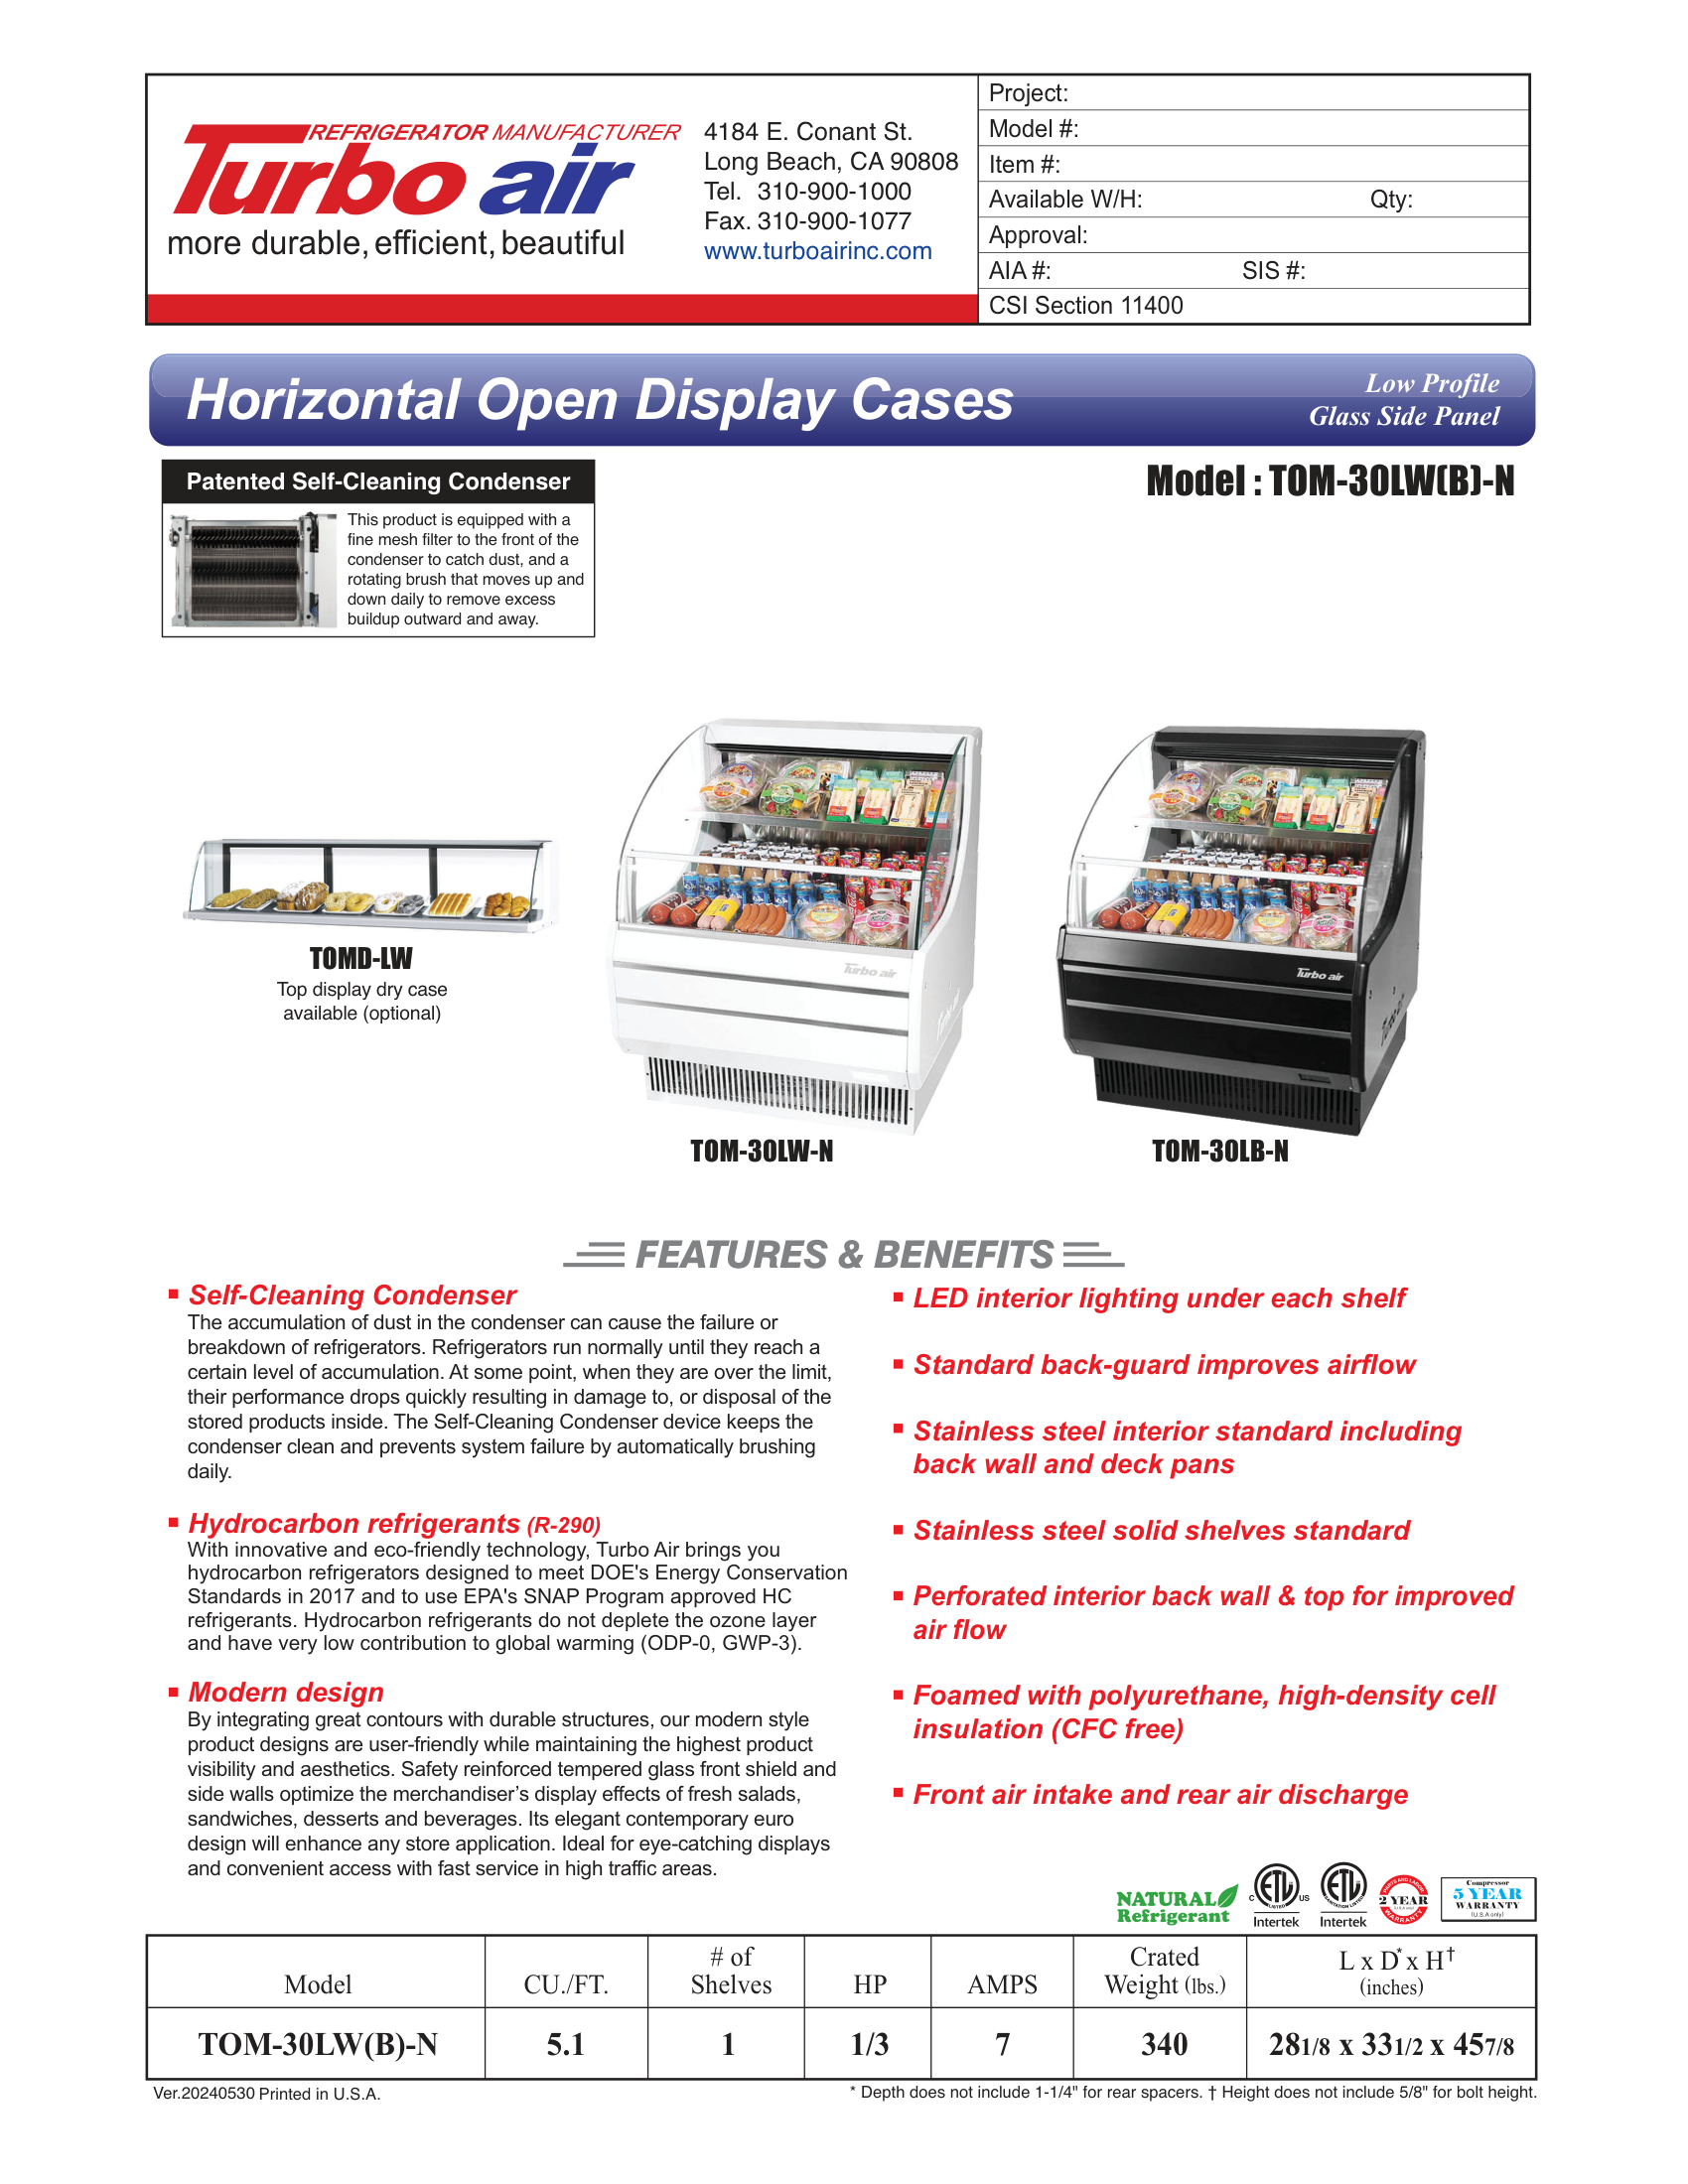 REFRIGERATOR MANUFACTURER
Turbo air
more durable, efficient, beautiful
4184 E. Conant St.
Long Beach, CA 90808
Tel. 310-900-1000
Fax. 310-900-1077
www.turboairinc.com
Project:
Model #:
Item #:
Available W/H: Qty:
Approval:
AIA #: SIS #:
CSI Section 11400
Horizontal Open Display Cases
Low Profile
Glass Side Panel
Patented Self-Cleaning Condenser
This product is equipped with a
fine mesh filter to the front of the
condenser to catch dust, and a
rotating brush that moves up and
down daily to remove excess
buildup outward and away.
Model : TOM-30LW(B)-N
TOMD-LW
Top display dry case
available (optional)
Turbo air
TOM-30LW-N
Turbo air
TOM-30LB-N
FEATURES & BENEFITS
▪ Self-Cleaning Condenser
The accumulation of dust in the condenser can cause the failure or
breakdown of refrigerators. Refrigerators run normally until they reach a
certain level of accumulation. At some point, when they are over the limit,
their performance drops quickly resulting in damage to, or disposal of the
stored products inside. The Self-Cleaning Condenser device keeps the
condenser clean and prevents system failure by automatically brushing
daily.
▪ Hydrocarbon refrigerants (R-290)
With innovative and eco-friendly technology, Turbo Air brings you
hydrocarbon refrigerators designed to meet DOE's Energy Conservation
Standards in 2017 and to use EPA's SNAP Program approved HC
refrigerants. Hydrocarbon refrigerants do not deplete the ozone layer
and have very low contribution to global warming (ODP-0, GWP-3).
▪ Modern design
By integrating great contours with durable structures, our modern style
product designs are user-friendly while maintaining the highest product
visibility and aesthetics. Safety reinforced tempered glass front shield and
side walls optimize the merchandiser’s display effects of fresh salads,
sandwiches, desserts and beverages. Its elegant contemporary euro
design will enhance any store application. Ideal for eye-catching displays
and convenient access with fast service in high traffic areas.
▪ LED interior lighting under each shelf
▪ Standard back-guard improves airflow
▪ Stainless steel interior standard including
back wall and deck pans
▪ Stainless steel solid shelves standard
▪ Perforated interior back wall & top for improved
air flow
▪ Foamed with polyurethane, high-density cell
insulation (CFC free)
▪ Front air intake and rear air discharge
NATURAL
Refrigerant
C ETL US
LISTED
Intertek
ETL
SANITATION LISTED
Intertek
PARTS AND LABOR
2 YEAR
(U.S.A only)
WARRANTY
Compressor
5 YEAR
WARRANTY
(U.S.A only)
Model CU./FT. # of Shelves HP AMPS Crated Weight (lbs.) L x D* x H† (inches)
TOM-30LW(B)-N 5.1 1 1/3 7 340 281/8 x 331/2 x 457/8
Ver.20240530 Printed in U.S.A.
* Depth does not include 1-1/4" for rear spacers. † Height does not include 5/8" for bolt height.